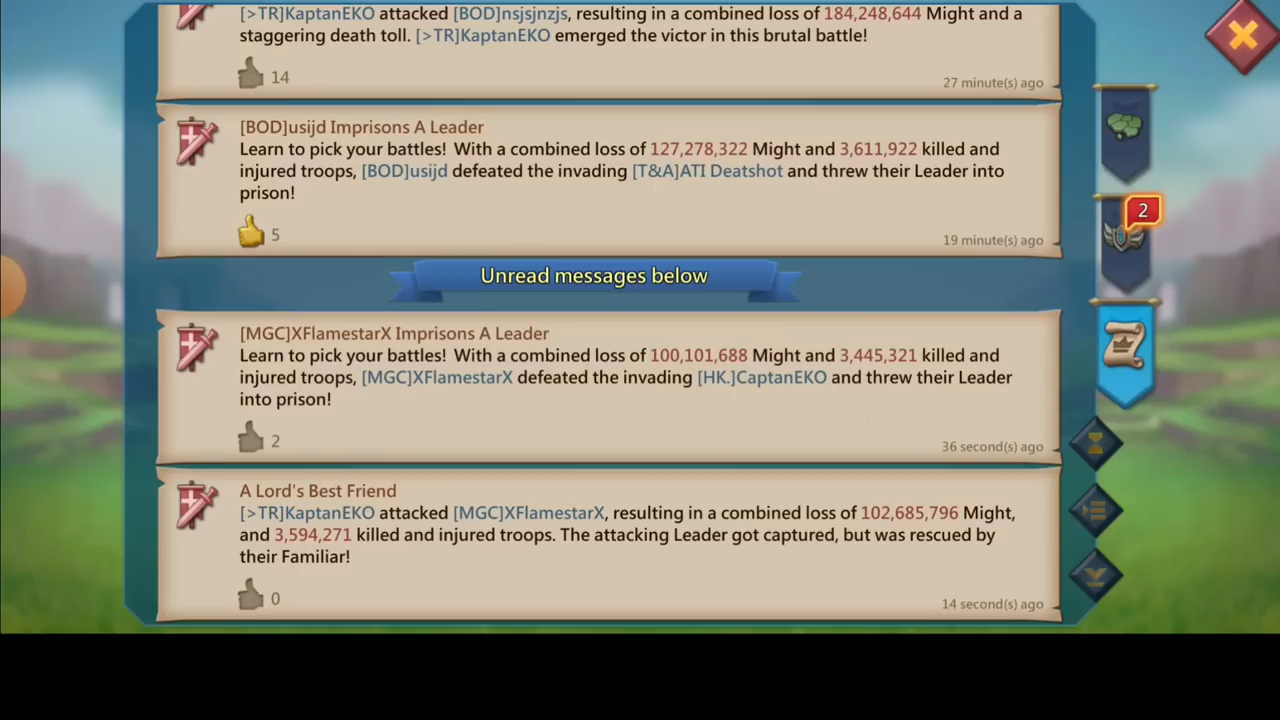 [>TR]KaptanEKO attacked [BOD]nsjsjnzjs, resulting in a combined loss of 184,248,644 Might and a
staggering death toll. [>TR]KaptanEKO emerged the victor in this brutal battle!
14
27 minute(s) ago
[BOD]usijd Imprisons A Leader
Learn to pick your battles! With a combined loss of 127,278,322 Might and 3,611,922 killed and
injured troops, [BOD]usijd defeated the invading [T&A]ATI Deatshot and threw their Leader into
prison!
5
19 minute(s) ago
2
Unread messages below
[MGC]XFlamestarX Imprisons A Leader
Learn to pick your battles! With a combined loss of 100,101,688 Might and 3,445,321 killed and
injured troops, [MGC]XFlamestarX defeated the invading [HK.]CaptanEKO and threw their Leader
into prison!
2
36 second(s) ago
A Lord's Best Friend
[>TR]KaptanEKO attacked [MGC]XFlamestarX, resulting in a combined loss of 102,685,796 Might,
and 3,594,271 killed and injured troops. The attacking Leader got captured, but was rescued by
their Familiar!
0
14 second(s) ago